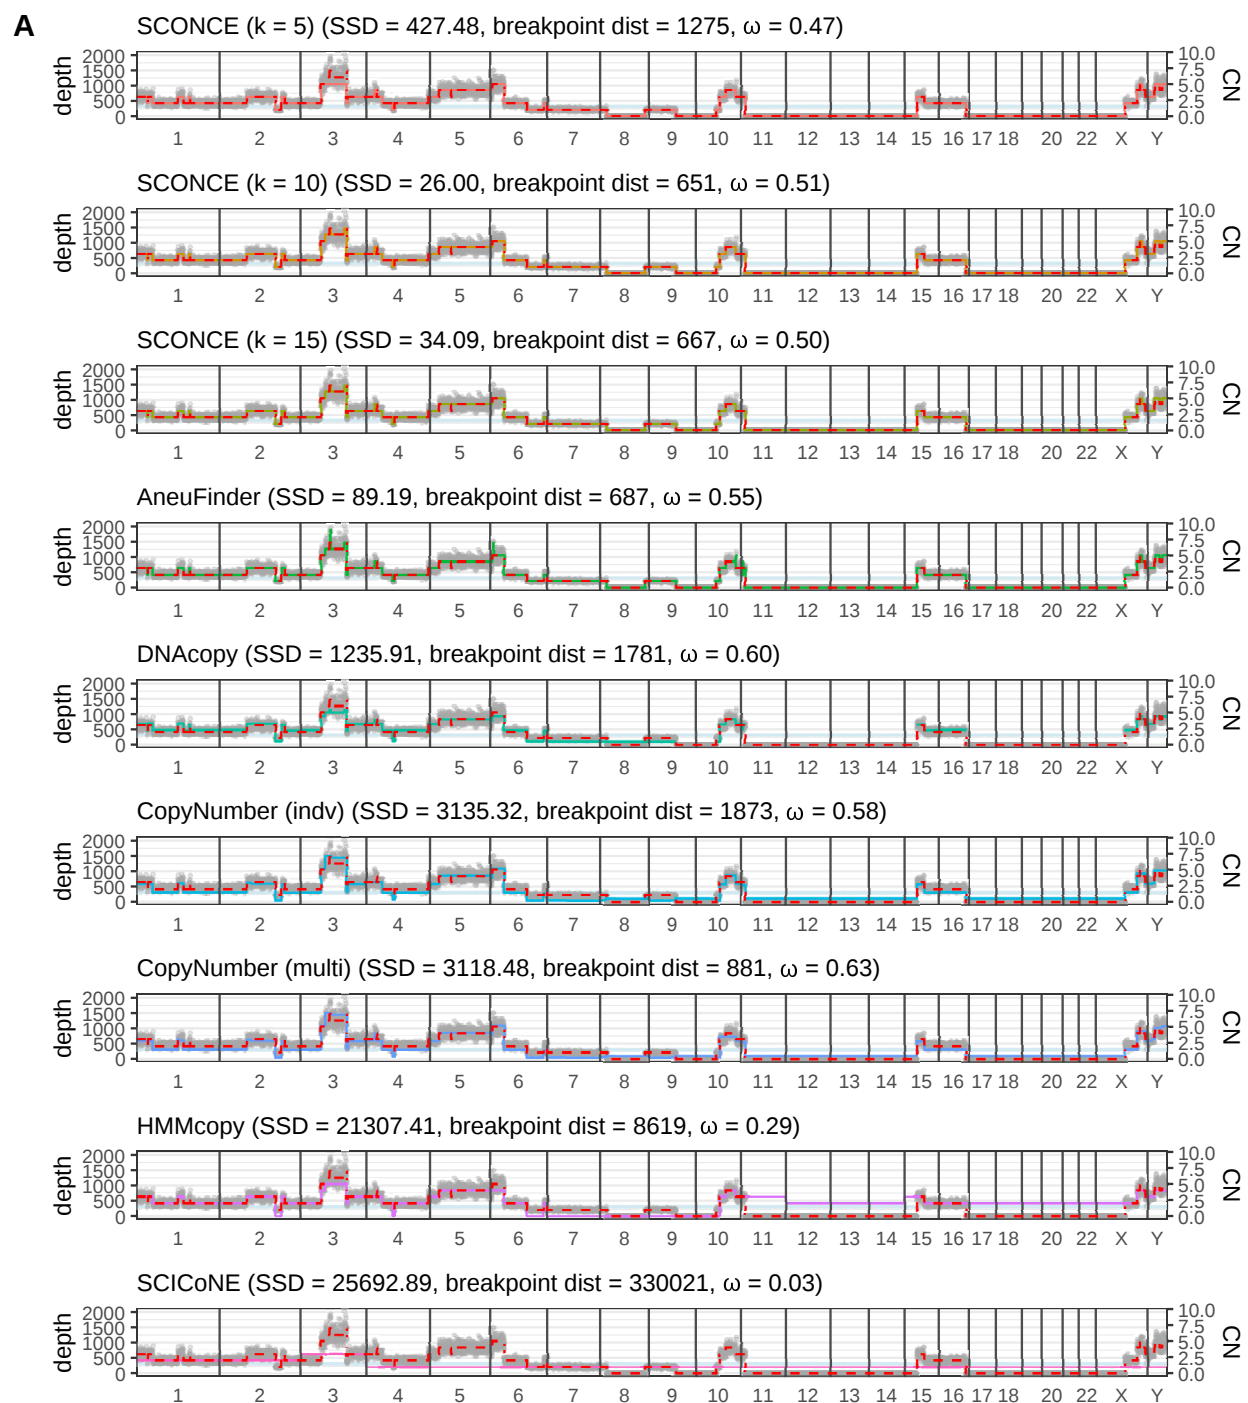 A
SCONCE (k = 5) (SSD = 427.48, breakpoint dist = 1275, ω = 0.47)
2000 1500 1000 500 0
depth
10.0 7.5 5.0 2.5 0.0
CN
1 2 3 4 5 6 7 8 9 10 11 12 13 14 15 16 17 18 20 22 X Y
SCONCE (k = 10) (SSD = 26.00, breakpoint dist = 651, ω = 0.51)
2000 1500 1000 500 0
depth
10.0 7.5 5.0 2.5 0.0
CN
1 2 3 4 5 6 7 8 9 10 11 12 13 14 15 16 17 18 20 22 X Y
SCONCE (k = 15) (SSD = 34.09, breakpoint dist = 667, ω = 0.50)
2000 1500 1000 500 0
depth
10.0 7.5 5.0 2.5 0.0
CN
1 2 3 4 5 6 7 8 9 10 11 12 13 14 15 16 17 18 20 22 X Y
AneuFinder (SSD = 89.19, breakpoint dist = 687, ω = 0.55)
2000 1500 1000 500 0
depth
10.0 7.5 5.0 2.5 0.0
CN
1 2 3 4 5 6 7 8 9 10 11 12 13 14 15 16 17 18 20 22 X Y
DNAcopy (SSD = 1235.91, breakpoint dist = 1781, ω = 0.60)
2000 1500 1000 500 0
depth
10.0 7.5 5.0 2.5 0.0
CN
1 2 3 4 5 6 7 8 9 10 11 12 13 14 15 16 17 18 20 22 X Y
CopyNumber (indv) (SSD = 3135.32, breakpoint dist = 1873, ω = 0.58)
2000 1500 1000 500 0
depth
10.0 7.5 5.0 2.5 0.0
CN
1 2 3 4 5 6 7 8 9 10 11 12 13 14 15 16 17 18 20 22 X Y
CopyNumber (multi) (SSD = 3118.48, breakpoint dist = 881, ω = 0.63)
2000 1500 1000 500 0
depth
10.0 7.5 5.0 2.5 0.0
CN
1 2 3 4 5 6 7 8 9 10 11 12 13 14 15 16 17 18 20 22 X Y
HMMcopy (SSD = 21307.41, breakpoint dist = 8619, ω = 0.29)
2000 1500 1000 500 0
depth
10.0 7.5 5.0 2.5 0.0
CN
1 2 3 4 5 6 7 8 9 10 11 12 13 14 15 16 17 18 20 22 X Y
SCICoNE (SSD = 25692.89, breakpoint dist = 330021, ω = 0.03)
2000 1500 1000 500 0
depth
10.0 7.5 5.0 2.5 0.0
CN
1 2 3 4 5 6 7 8 9 10 11 12 13 14 15 16 17 18 20 22 X Y